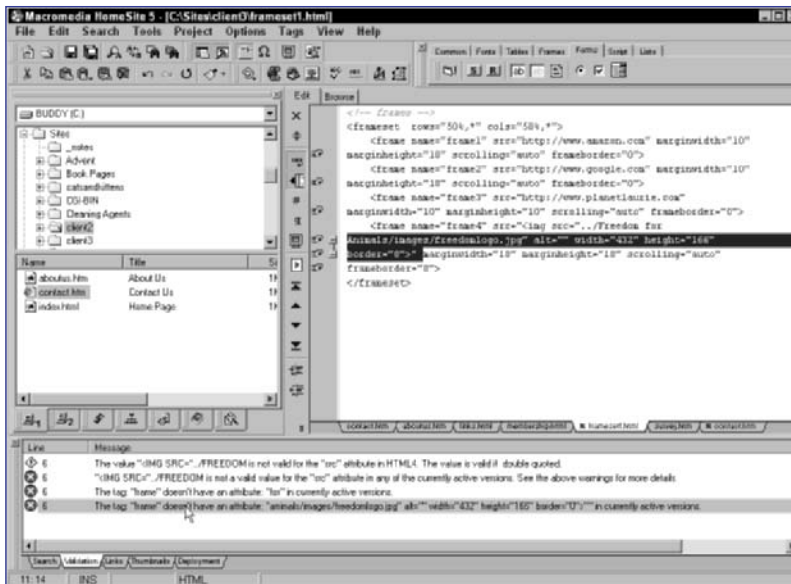 Macromedia HomeSite 5 - [C:\Sites\client3\frameset1.html]
File Edit Search Tools Project Options Tags View Help
Common Fonts Tables Frames Forms Script Lists
Edit Browse
BUDDY (C:)
Sites
_notes
Advent
Book Pages
catsandkittens
CGI-BIN
Cleaning Agents
client2
client3
Name Title
aboutus.htm About Us
contact.htm Contact Us
index.html Home Page
<!-- frames -->
<frameset rows="50%,*" cols="50%,*">
<frame name="frame1" src="http://www.amazon.com" marginwidth="10"
marginheight="10" scrolling="auto" frameborder="0">
<frame name="frame2" src="http://www.google.com" marginwidth="10"
marginheight="10" scrolling="auto" frameborder="0">
<frame name="frame3" src="http://www.planetlaurie.com"
marginwidth="10" marginheight="10" scrolling="auto" frameborder="0">
<frame name="frame4" src="<img src="../Freedom for
Animals/images/freedomlogo.jpg" alt="" width="432" height="166"
border="0">" marginwidth="10" marginheight="10" scrolling="auto"
frameborder="0">
</frameset>
contact.htm aboutus.htm links.html membership.html frameset.html survey.htm contact.htm
Line Message
6 The value "<IMG SRC="../FREEDOM is not valid for the "src" attribute in HTML4. The value is valid if double quoted.
6 "<IMG SRC="../FREEDOM is not a valid value for the "src" attribute in any of the currently active versions. See the above warnings for more details
6 The tag: "frame" doesn't have an attribute: "for" in currently active versions.
6 The tag: "frame" doesn't have an attribute: "animals/images/freedomlogo.jpg" alt="" width="432" height="166" border="0">"" in currently active versions.
Search Validation Links Thumbnails Deployment
11:14 INS HTML